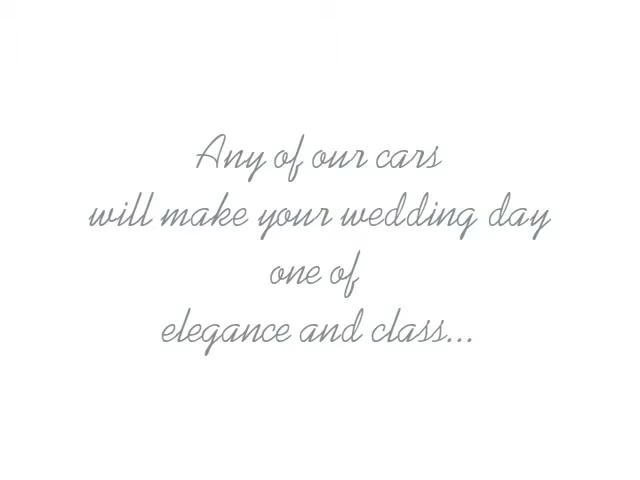 Any of our cars
will make your wedding day
one of
elegance and class...